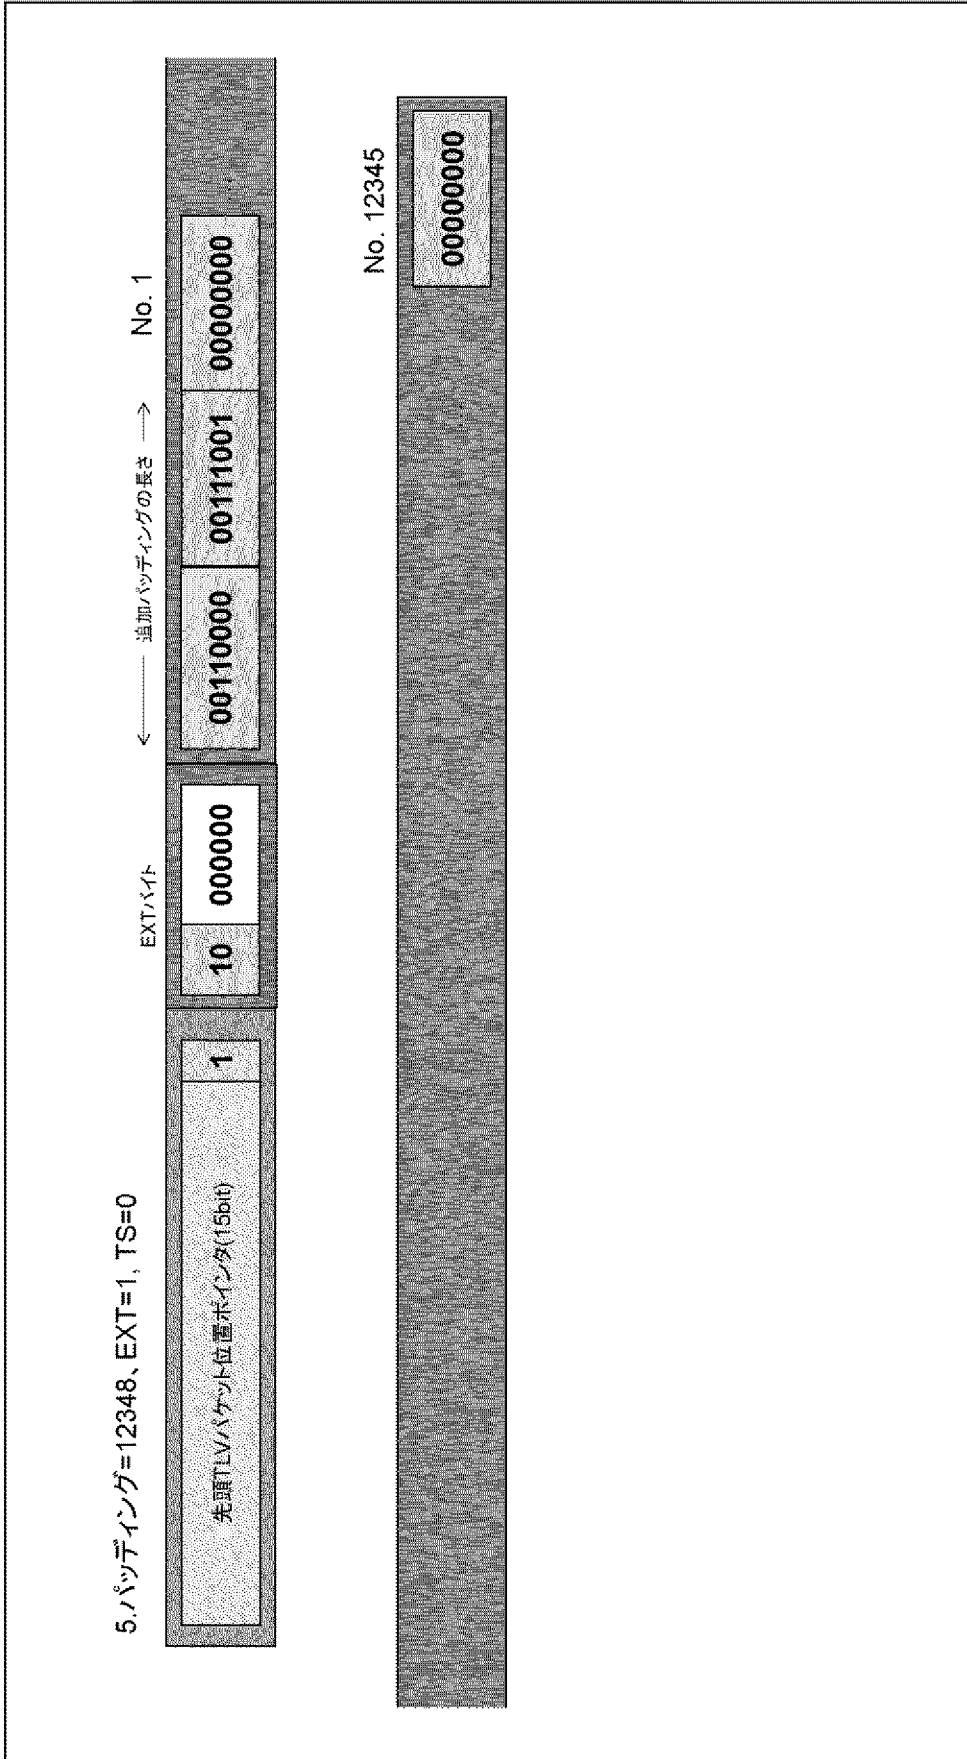 5.パッディング=12348、EXT=1, TS=0
EXTバイト
←—— 追加パッディングの長さ —→
No. 1
先頭TLVパケット位置ポインタ(15bit)
1
10
000000
00110000
00111001
00000000
No. 12345
00000000